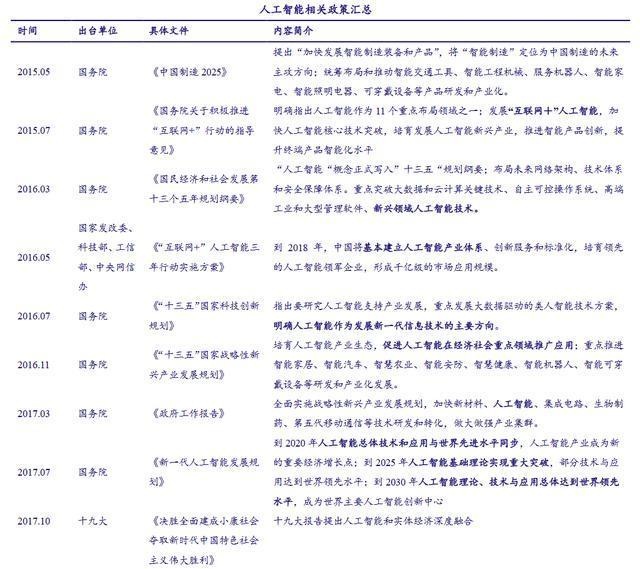 人工智能相关政策汇总
时间 出台单位 具体文件 内容简介
2015.05 国务院 《中国制造 2025》 提出“加快发展智能制造装备和产品”，将“智能制造”定位为中国制造的未来
主攻方向；统筹布局和推动智能交通工具、智能工程机械、服务机器人、智能家
电、智能照明电器、可穿戴设备等产品研发和产业化。
2015.07 国务院 《国务院关于积极推进
“互联网+”行动的指导
意见》
明确指出人工智能作为 11 个重点布局领域之一；发展“互联网＋”人工智能，加
快人工智能核心技术突破，培育发展人工智能新兴产业，推进智能产品创新，提
升终端产品智能化水平
2016.03 国务院 《国民经济和社会发展第
十三个五年规划纲要》
“人工智能“概念正式写入”十三五“规划纲要；布局未来网络架构、技术体系
和安全保障体系。重点突破大数据和云计算关键技术、自主可控操作系统、高端
工业和大型管理软件、新兴领域人工智能技术。
2016.05 国家发改委、
科技部、工信
部、中央网信
办
《“互联网+”人工智能三
年行动实施方案》
到 2018 年，中国将基本建立人工智能产业体系、创新服务和标准化，培育领先
的人工智能领军企业，形成千亿级的市场应用规模。
2016.07 国务院 《“十三五”国家科技创新
规划》
指出要研究人工智能支持产业发展，重点发展大数据驱动的类人智能技术方案，
明确人工智能作为发展新一代信息技术的主要方向。
2016.11 国务院 《“十三五”国家战略性新
兴产业发展规划》
培育人工智能产业生态，促进人工智能在经济社会重点领域推广应用；重点推进
智能家居、智能汽车、智慧农业、智能安防、智慧健康、智能机器人、智能可穿
戴设备等研发和产业化发展。
2017.03 国务院 《政府工作报告》 全面实施战略性新兴产业发展规划，加快新材料、人工智能、集成电路、生物制
药、第五代移动通信等技术研发和转化，做大做强产业集群。
2017.07 国务院 《新一代人工智能发展规
划》
到 2020 年人工智能总体技术和应用与世界先进水平同步，人工智能产业成为新
的重要经济增长点；到 2025 年人工智能基础理论实现重大突破，部分技术与应
用达到世界领先水平；到 2030 年人工智能理论、技术与应用总体达到世界领先
水平，成为世界主要人工智能创新中心
2017.10 十九大 《决胜全面建成小康社会
夺取新时代中国特色社会
主义伟大胜利》
十九大报告提出人工智能和实体经济深度融合